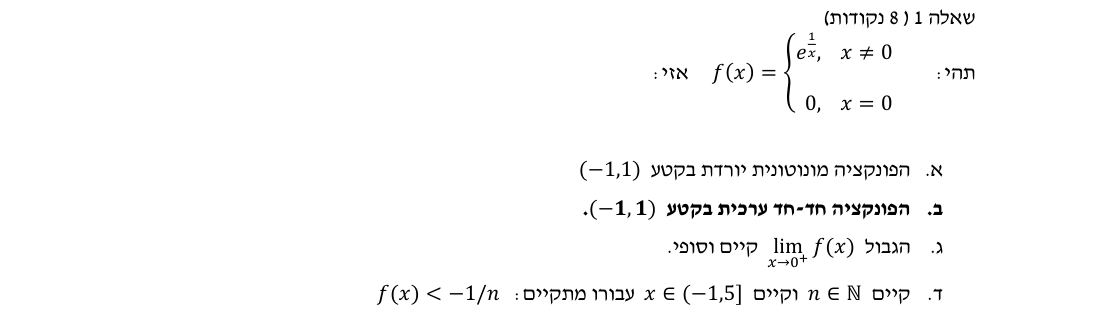 שאלה 1 ( 8 נקודות)
תהי: f(x) = { e^{1/x}, x ≠ 0 ; 0, x = 0 אזי:
א. הפונקציה מונוטונית יורדת בקטע (−1,1)
ב. הפונקציה חד-חד ערכית בקטע (−1,1).
ג. הגבול lim_{x→0⁺} f(x) קיים וסופי.
ד. קיים n ∈ ℕ וקיים x ∈ (−1,5] עבורו מתקיים: f(x) < −1/n